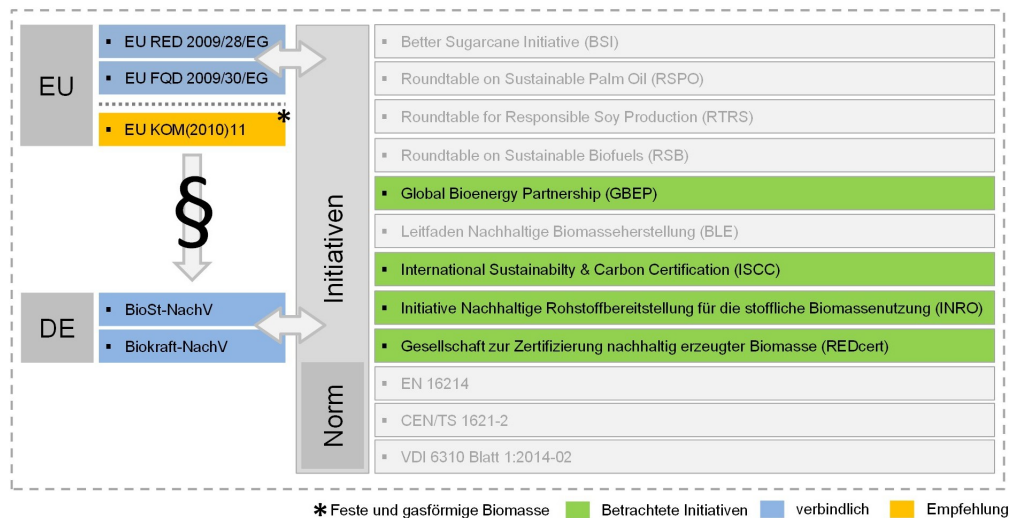 EU
▪ EU RED 2009/28/EG
▪ EU FQD 2009/30/EG
▪ EU KOM(2010)11
*
§
DE
▪ BioSt-NachV
▪ Biokraft-NachV
Initiativen
Norm
▪ Better Sugarcane Initiative (BSI)
▪ Roundtable on Sustainable Palm Oil (RSPO)
▪ Roundtable for Responsible Soy Production (RTRS)
▪ Roundtable on Sustainable Biofuels (RSB)
▪ Global Bioenergy Partnership (GBEP)
▪ Leitfaden Nachhaltige Biomasseherstellung (BLE)
▪ International Sustainabilty & Carbon Certification (ISCC)
▪ Initiative Nachhaltige Rohstoffbereitstellung für die stoffliche Biomassenutzung (INRO)
▪ Gesellschaft zur Zertifizierung nachhaltig erzeugter Biomasse (REDcert)
▪ EN 16214
▪ CEN/TS 1621-2
▪ VDI 6310 Blatt 1:2014-02
* Feste und gasförmige Biomasse
Betrachtete Initiativen
verbindlich
Empfehlung